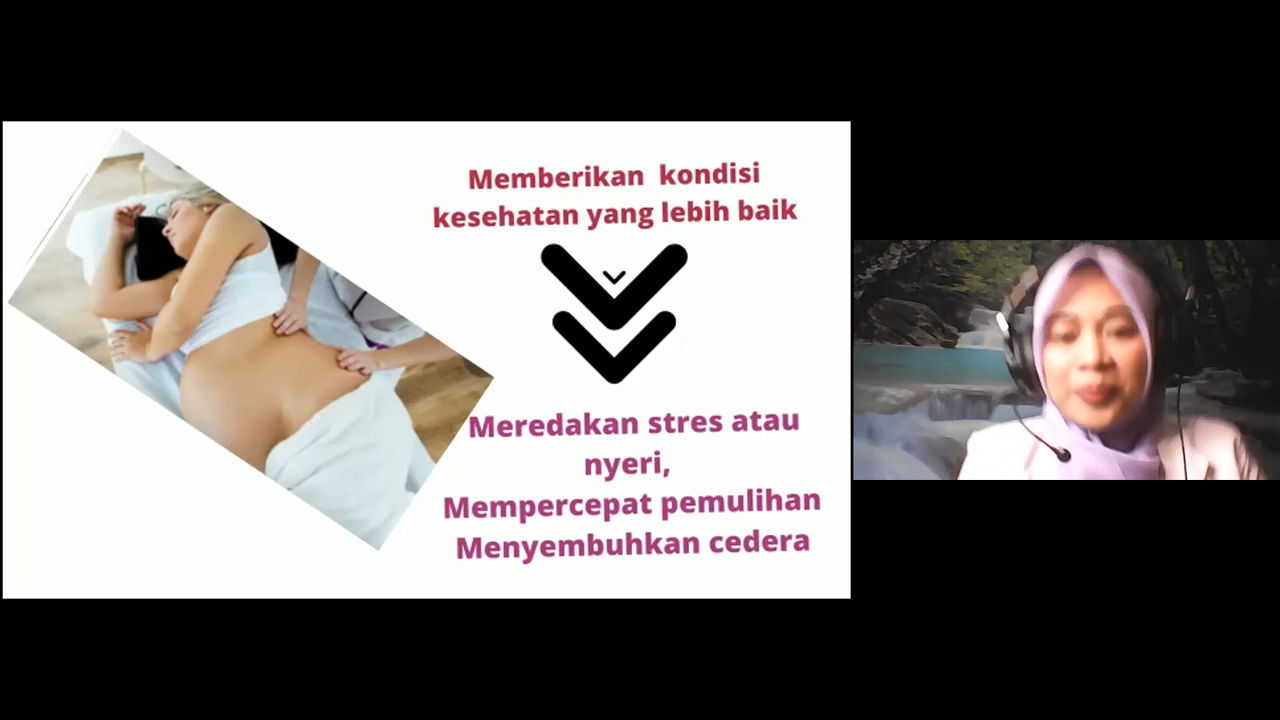 Memberikan kondisi
kesehatan yang lebih baik
Meredakan stres atau
nyeri,
Mempercepat pemulihan
Menyembuhkan cedera